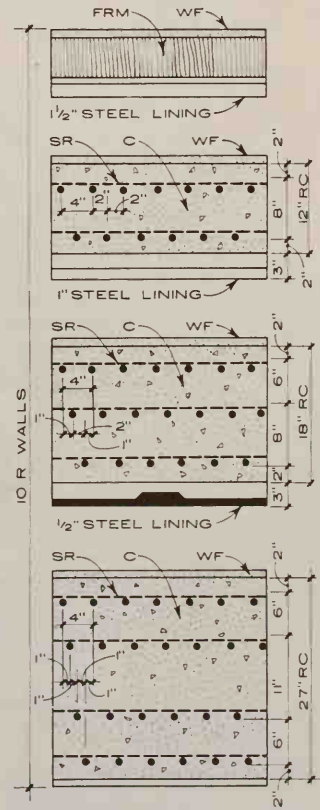 FRM WF
1 1/2" STEEL LINING
SR C WF
4" 2" 2"
2"
8"
12" RC
3"
2"
1" STEEL LINING
SR C WF
4"
1" 2" 1"
2"
6"
8"
2"
18" RC
3"
1/2" STEEL LINING
10 R WALLS
SR C WF
4"
1" 1"
1" 1"
2"
6"
11"
6"
2"
27" RC